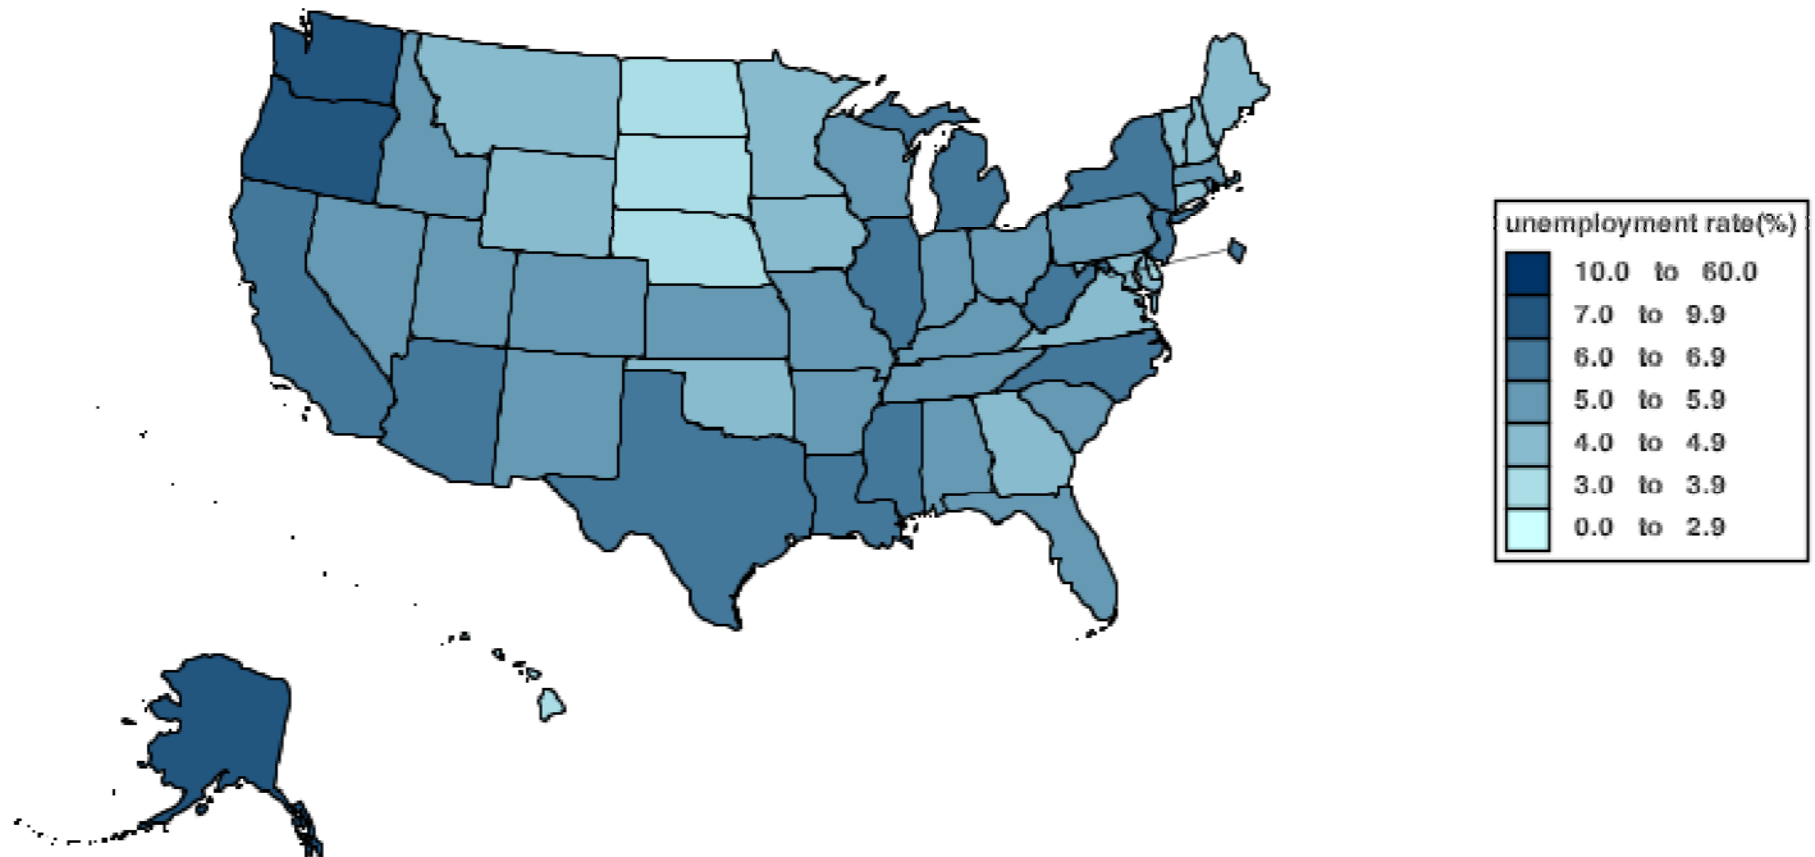 unemployment rate(%)
10.0 to 60.0
7.0 to 9.9
6.0 to 6.9
5.0 to 5.9
4.0 to 4.9
3.0 to 3.9
0.0 to 2.9